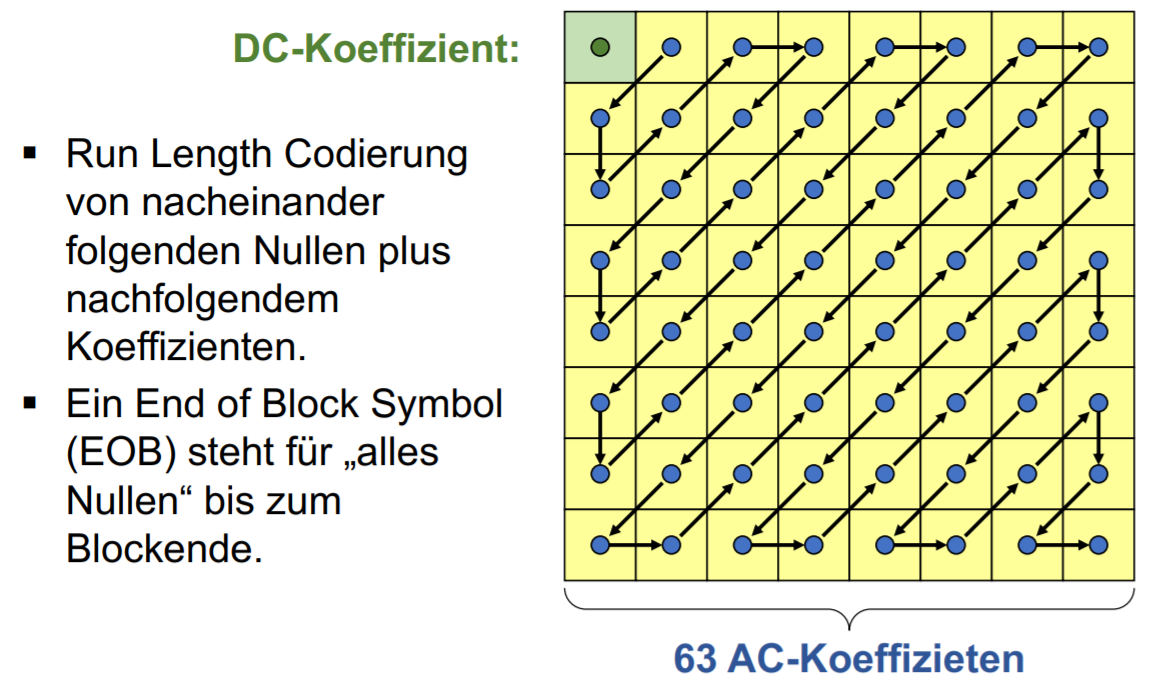 DC-Koeffizient:
▪ Run Length Codierung
von nacheinander
folgenden Nullen plus
nachfolgendem
Koeffizienten.
▪ Ein End of Block Symbol
(EOB) steht für „alles
Nullen“ bis zum
Blockende.
63 AC-Koeffizieten